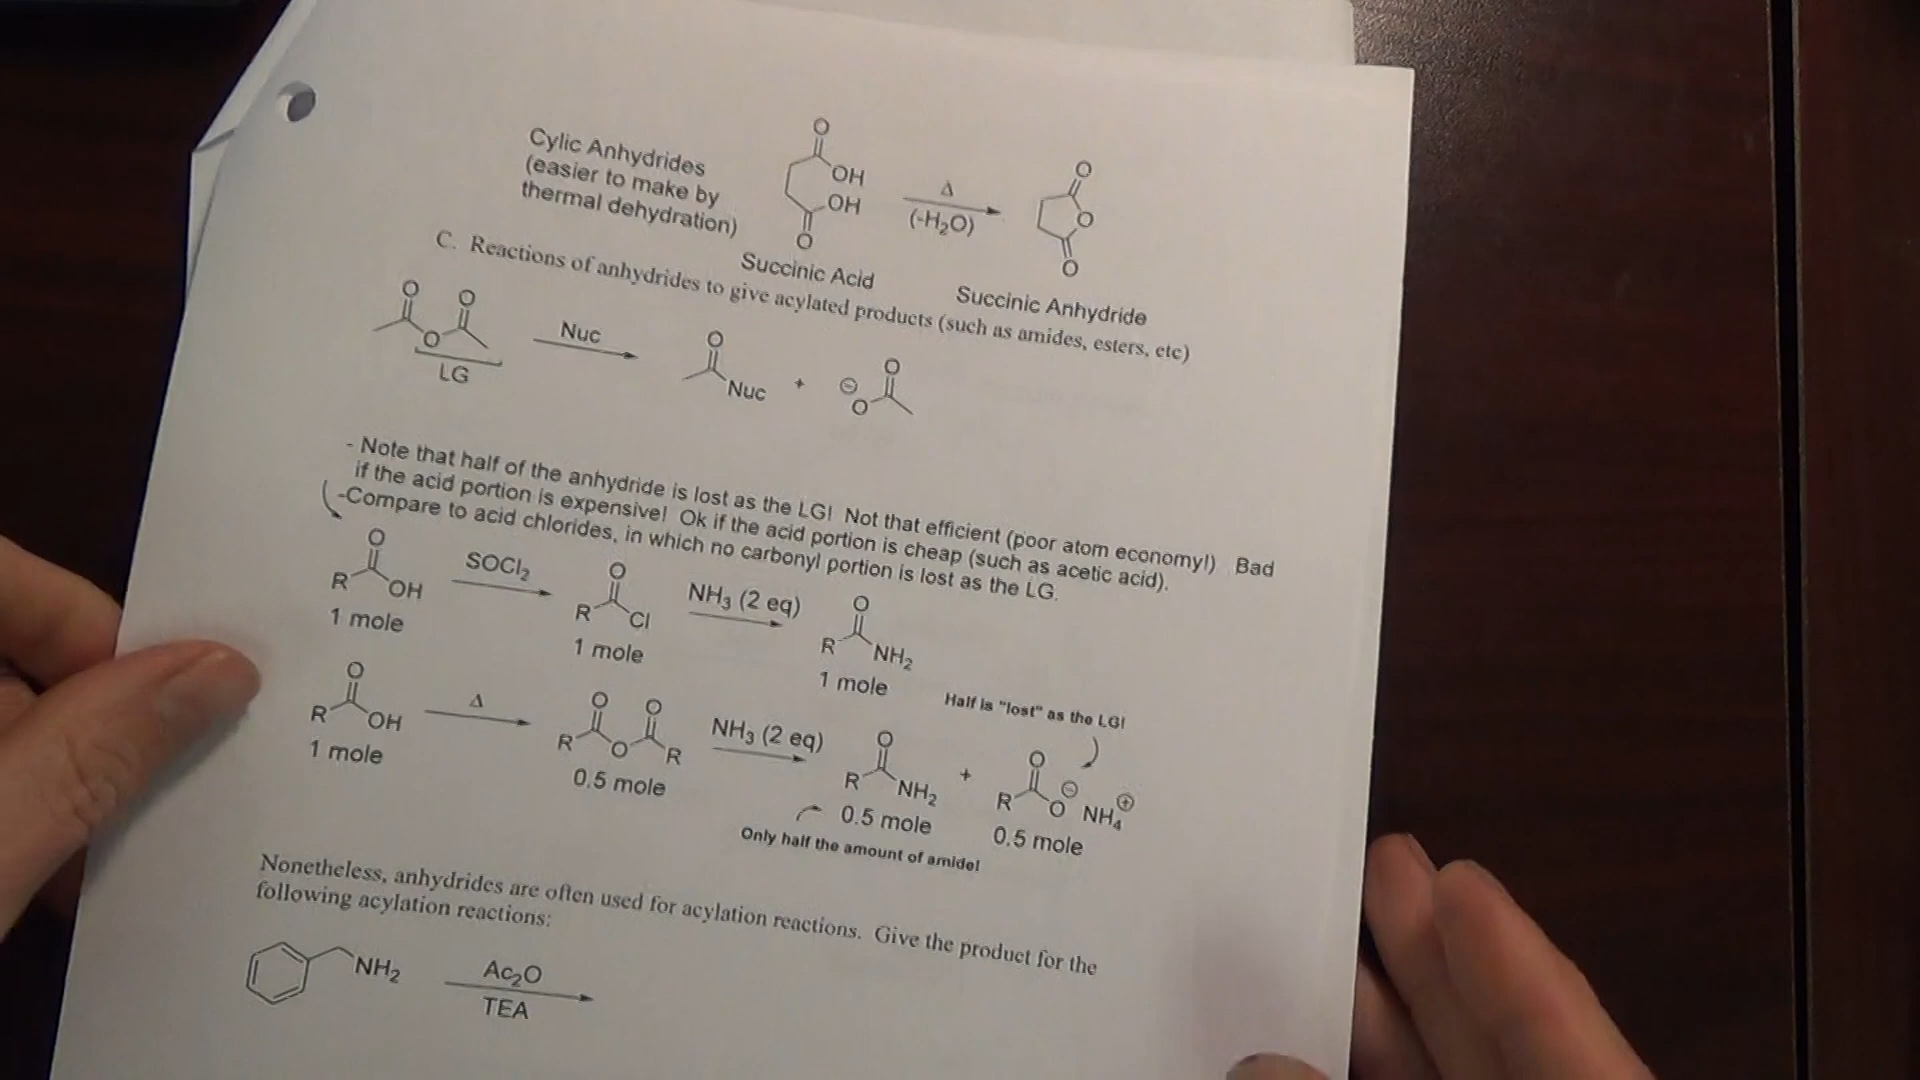 Cylic Anhydrides
(easier to make by
thermal dehydration)
O
OH
OH
O
Δ
(-H₂O)
O
O
O
Succinic Acid
Succinic Anhydride
C. Reactions of anhydrides to give acylated products (such as amides, esters, etc)
O O
O
LG
Nuc
O
Nuc
+
O
⊖
O
- Note that half of the anhydride is lost as the LG! Not that efficient (poor atom economy!) Bad
if the acid portion is expensive! Ok if the acid portion is cheap (such as acetic acid).
-Compare to acid chlorides, in which no carbonyl portion is lost as the LG.
O
R OH
1 mole
SOCl₂
O
R Cl
1 mole
NH₃ (2 eq)
O
R NH₂
1 mole
O
R OH
1 mole
Δ
O O
R O R
0.5 mole
NH₃ (2 eq)
O
R NH₂
0.5 mole
Only half the amount of amide!
+
Half is "lost" as the LG!
O
R O ⊖ NH₄ ⊕
0.5 mole
Nonetheless, anhydrides are often used for acylation reactions. Give the product for the
following acylation reactions:
NH₂
Ac₂O
TEA